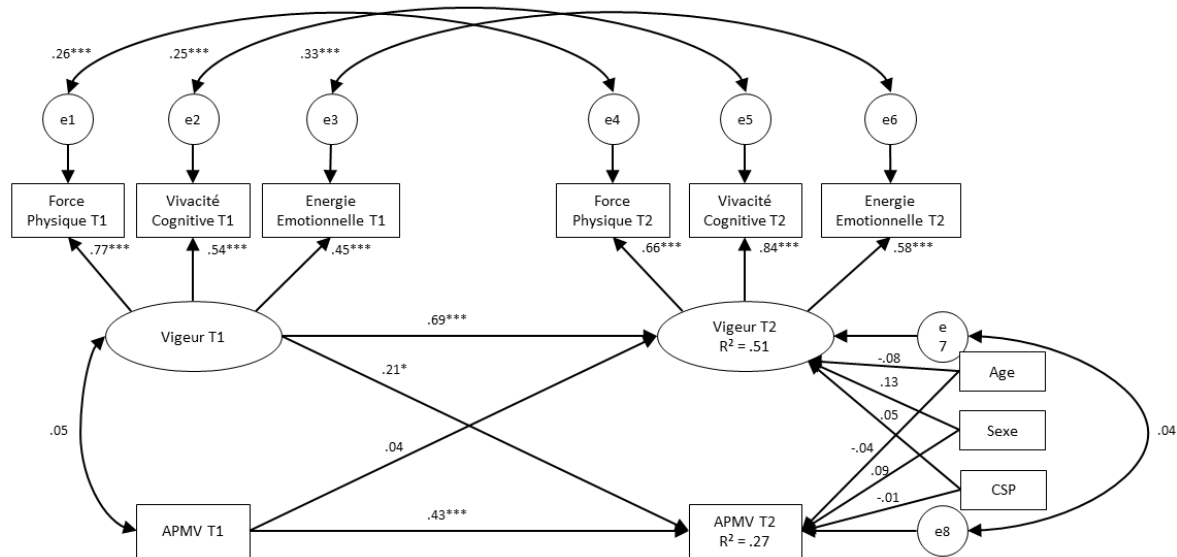 .26***
.25***
.33***
e1
e2
e3
e4
e5
e6
Force
Physique T1
Vivacité
Cognitive T1
Energie
Emotionnelle T1
Force
Physique T2
Vivacité
Cognitive T2
Energie
Emotionnelle T2
.77***
.54***
.45***
.66***
.84***
.58***
Vigeur T1
.69***
Vigeur T2
R² = .51
e
7
-.08
Age
.21*
.13
.05
.05
.04
Sexe
.04
-.04
.09
CSP
-.01
APMV T1
.43***
APMV T2
R² = .27
e8